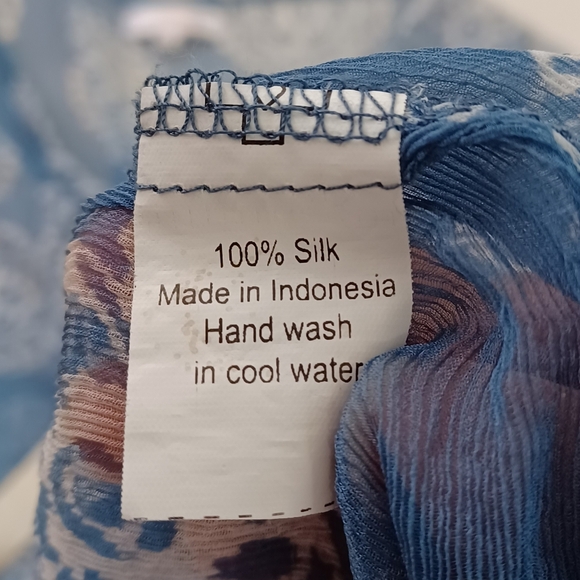 100% Silk
Made in Indonesia
Hand wash
in cool water